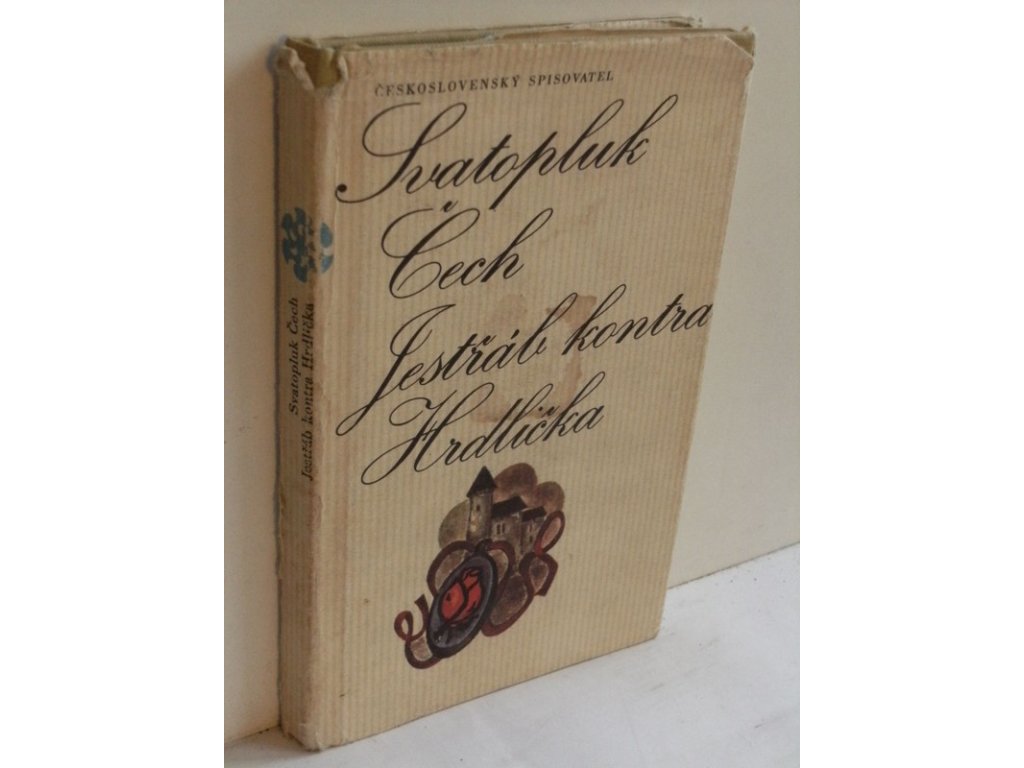 ČESKOSLOVENSKÝ SPISOVATEL
Svatopluk
Čech
Jestřáb kontra
Hrdlička
Svatopluk Čech
Jestřáb kontra Hrdlička